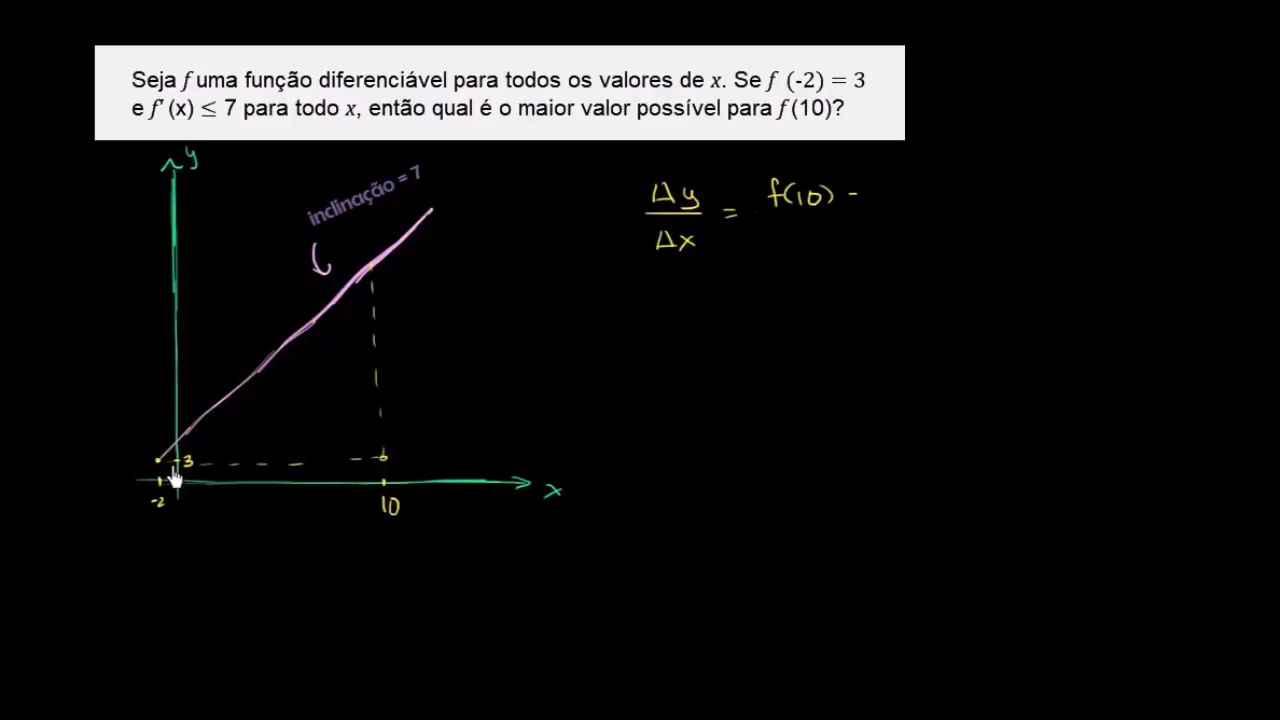 Seja f uma função diferenciável para todos os valores de x. Se f (-2) = 3
e f' (x) ≤ 7 para todo x, então qual é o maior valor possível para f (10)?
y
inclinação = 7
Δy/Δx = f(10) -
3
-2
10
x